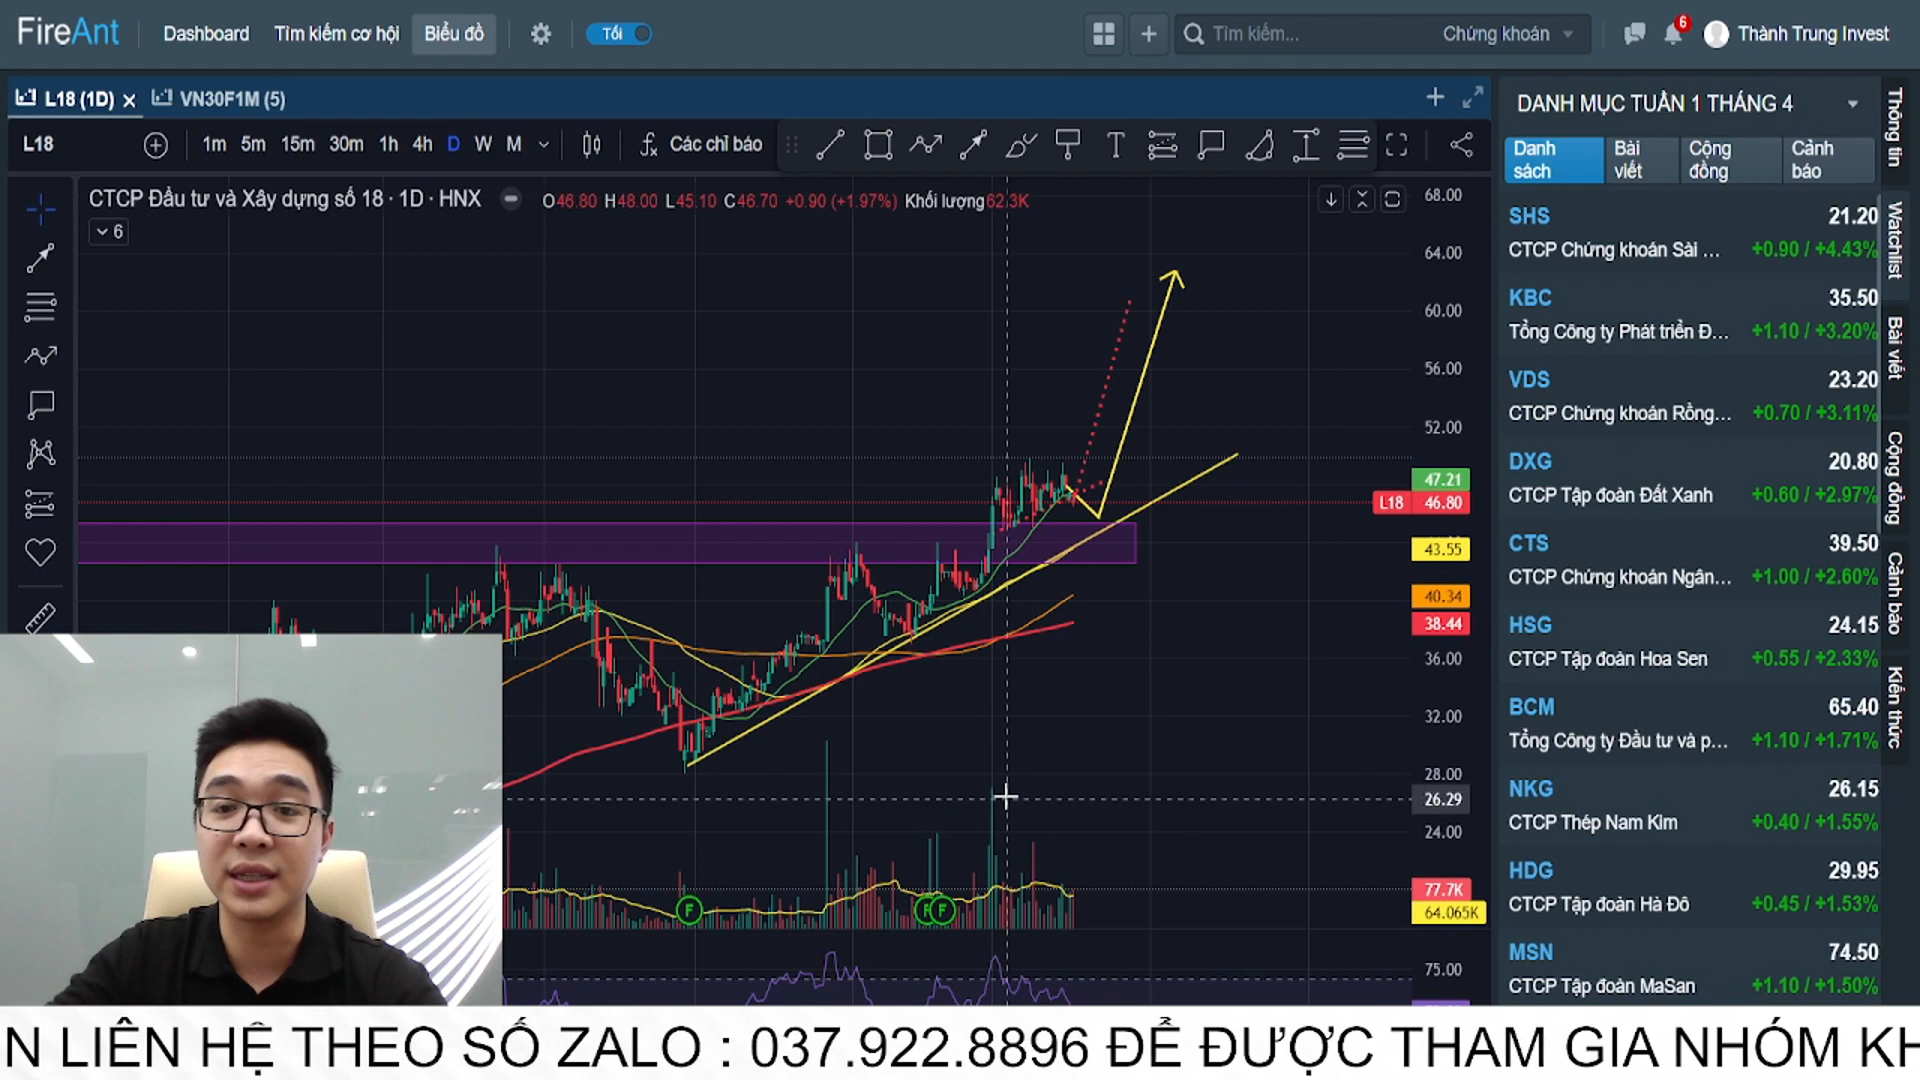 FireAnt Dashboard Tìm kiếm cơ hội Biểu đồ Tối Tìm kiếm... Chứng khoán 6 Thành Trung Invest
L18 (1D) VN30F1M (5)
L18 1m 5m 15m 30m 1h 4h D W M Các chỉ báo
CTCP Đầu tư và Xây dựng số 18 · 1D · HNX O46.80 H48.00 L45.10 C46.70 +0.90 (+1.97%) Khối lượng62.3K
6
68.00
64.00
60.00
56.00
52.00
47.21
L18 46.80
43.55
40.34
38.44
36.00
32.00
28.00
26.29
24.00
77.7K
64.065K
75.00
F
F
F
DANH MỤC TUẦN 1 THÁNG 4
Danh sách Bài viết Cộng đồng Cảnh báo
SHS 21.20
CTCP Chứng khoán Sài ... +0.90 / +4.43%
KBC 35.50
Tổng Công ty Phát triển Đ... +1.10 / +3.20%
VDS 23.20
CTCP Chứng khoán Rồng... +0.70 / +3.11%
DXG 20.80
CTCP Tập đoàn Đất Xanh +0.60 / +2.97%
CTS 39.50
CTCP Chứng khoán Ngân... +1.00 / +2.60%
HSG 24.15
CTCP Tập đoàn Hoa Sen +0.55 / +2.33%
BCM 65.40
Tổng Công ty Đầu tư và p... +1.10 / +1.71%
NKG 26.15
CTCP Thép Nam Kim +0.40 / +1.55%
HDG 29.95
CTCP Tập đoàn Hà Đô +0.45 / +1.53%
MSN 74.50
CTCP Tập đoàn MaSan +1.10 / +1.50%
Thông tin
Watchlist
Bài viết
Cộng đồng
Cảnh báo
Kiến thức
N LIÊN HỆ THEO SỐ ZALO : 037.922.8896 ĐỂ ĐƯỢC THAM GIA NHÓM KH